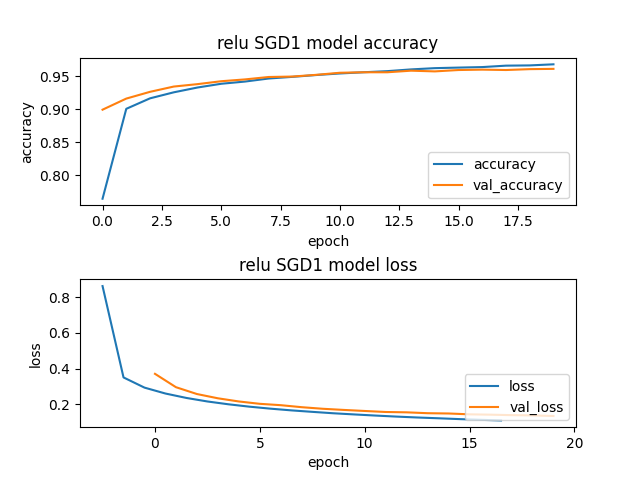 relu SGD1 model accuracy
accuracy
0.95
0.90
0.85
0.80
accuracy
val_accuracy
0.0 2.5 5.0 7.5 10.0 12.5 15.0 17.5
epoch
relu SGD1 model loss
loss
0.8
0.6
0.4
0.2
loss
val_loss
0 5 10 15 20
epoch